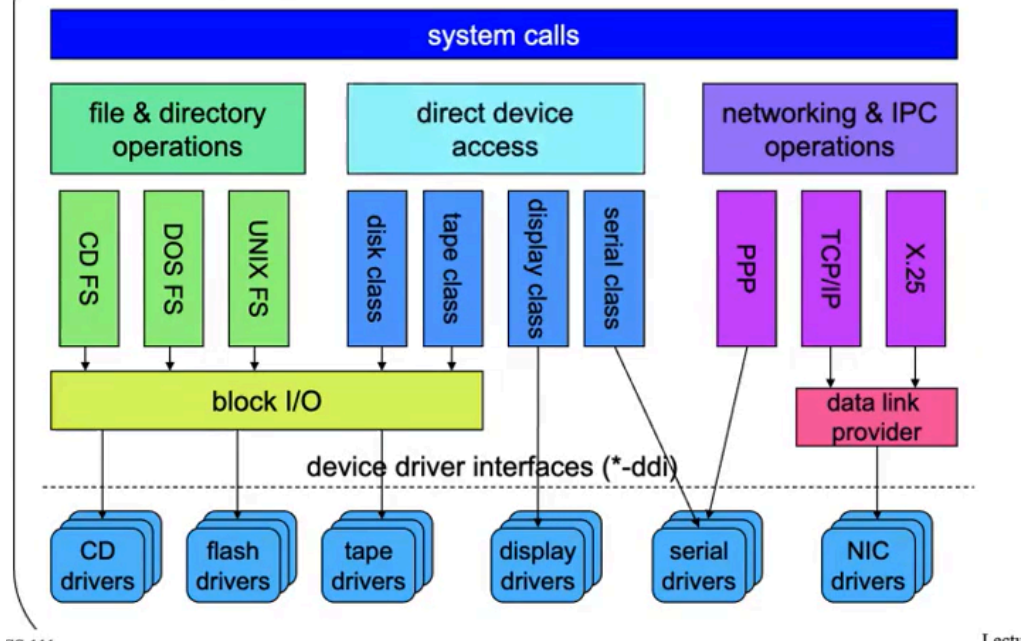 system calls
file & directory
operations
direct device
access
networking & IPC
operations
CD FS
DOS FS
UNIX FS
disk class
tape class
display class
serial class
PPP
TCP/IP
X.25
block I/O
data link
provider
device driver interfaces (*-ddi)
CD
drivers
flash
drivers
tape
drivers
display
drivers
serial
drivers
NIC
drivers